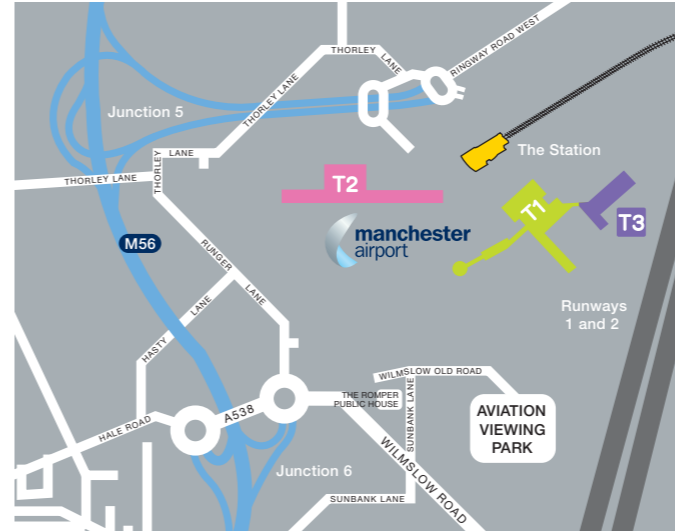 THORLEY
LANE
RINGWAY ROAD WEST
THORLEY LANE
Junction 5
The Station
THORLEY
LANE
THORLEY LANE
T2
T1
T3
manchester
airport
M56
RUNGER
LANE
HASTY
LANE
Runways
1 and 2
WILMSLOW OLD ROAD
THE ROMPER
PUBLIC HOUSE
SUNBANK LANE
AVIATION
VIEWING
PARK
A538
HALE ROAD
WILMSLOW ROAD
Junction 6
SUNBANK LANE